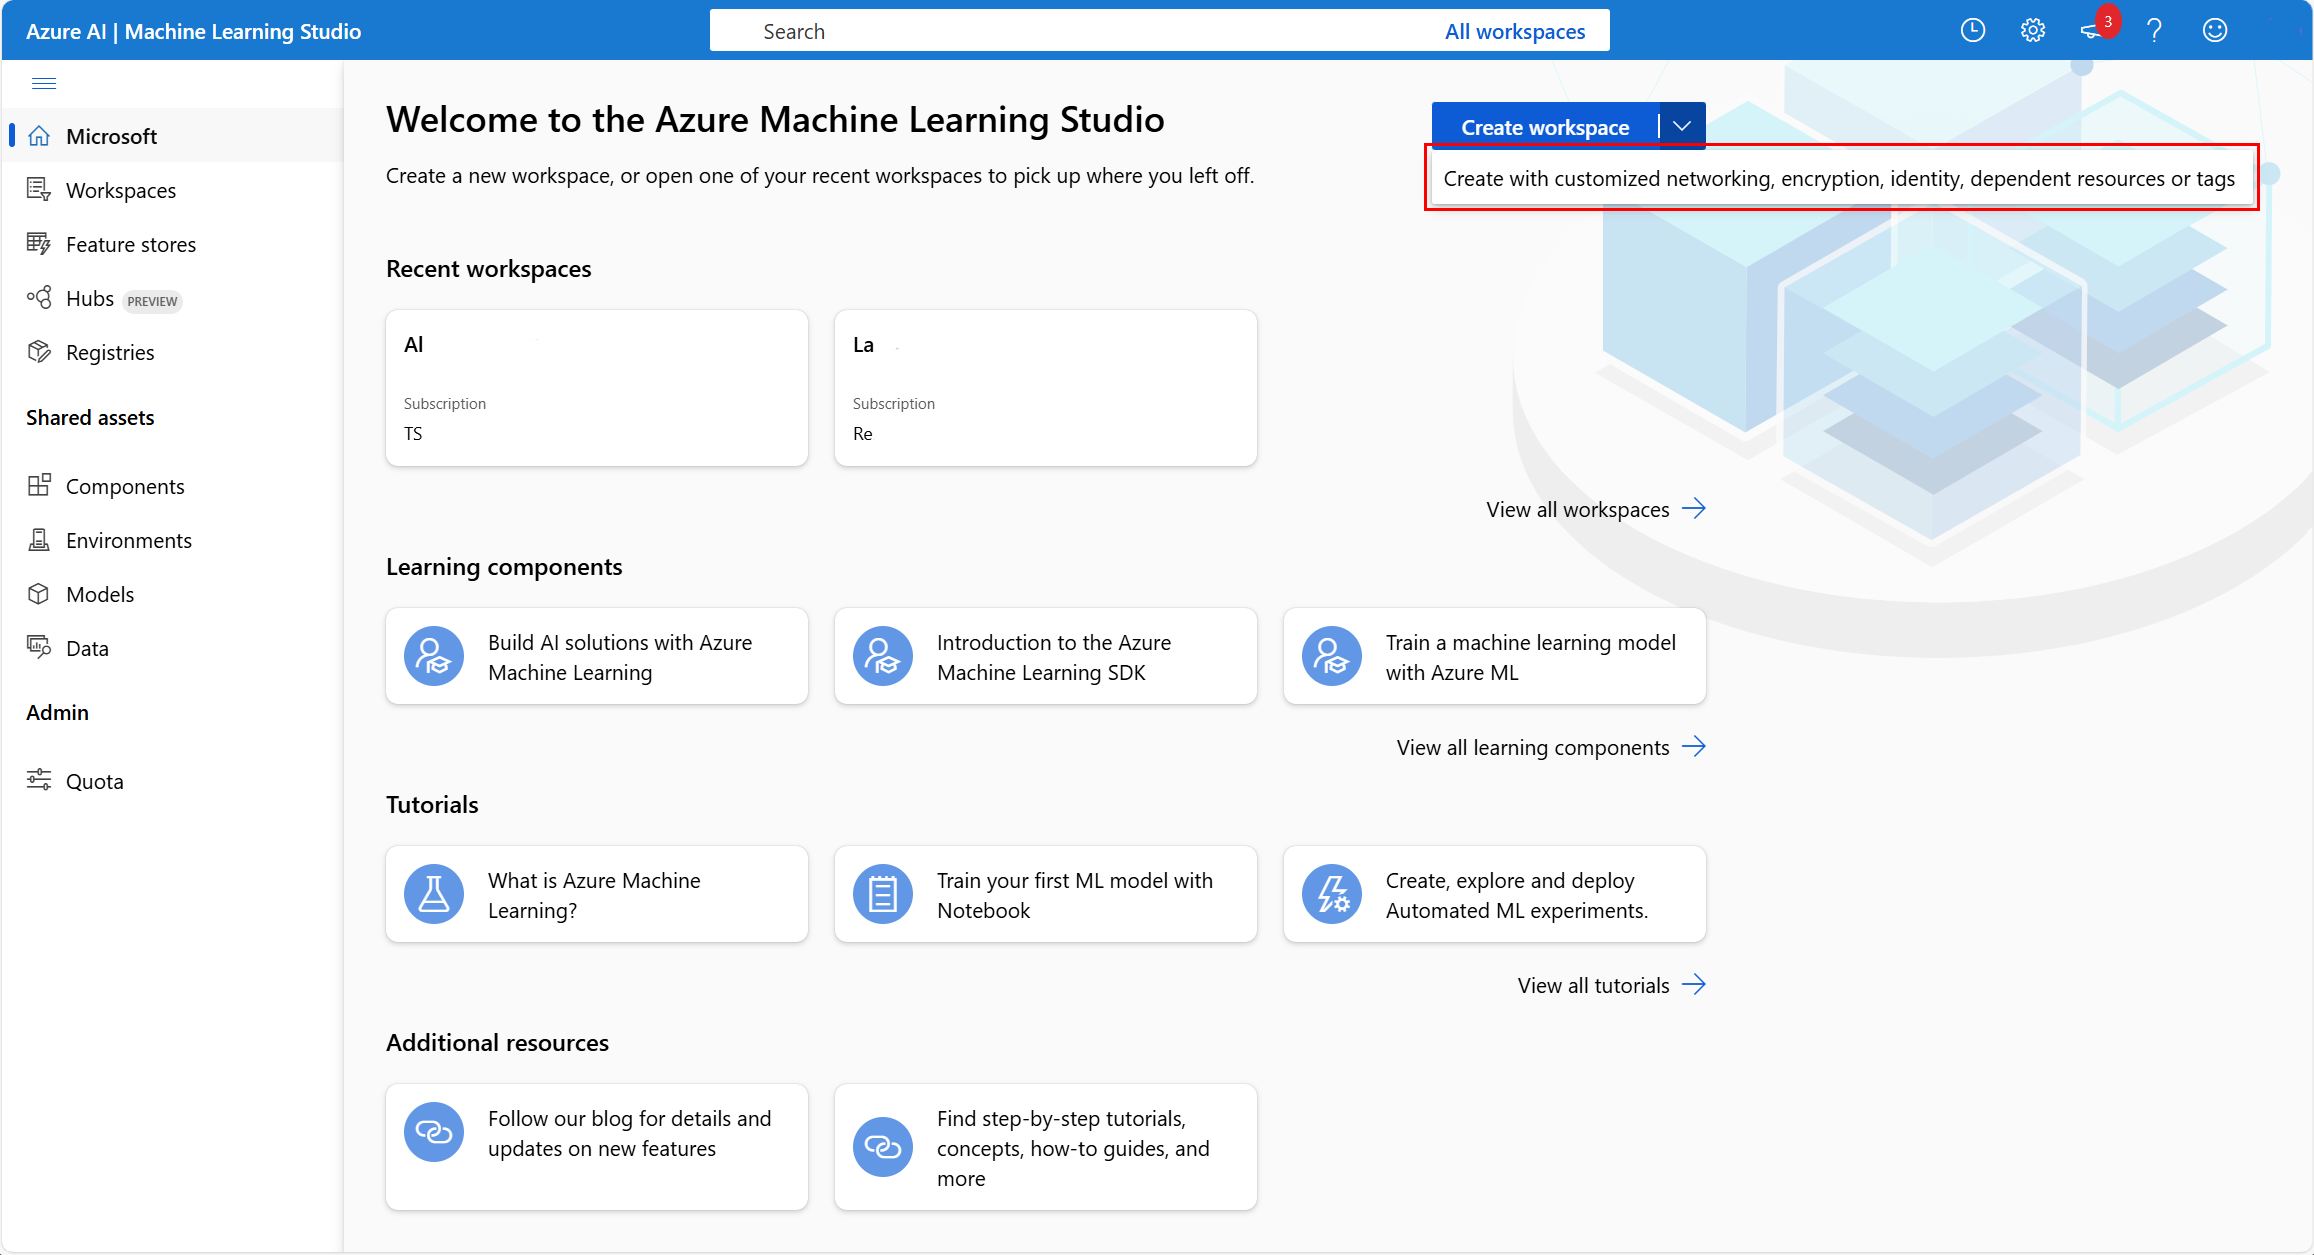 Azure AI | Machine Learning Studio
Search
All workspaces
3
Microsoft
Workspaces
Feature stores
Hubs PREVIEW
Registries
Shared assets
Components
Environments
Models
Data
Admin
Quota
Welcome to the Azure Machine Learning Studio
Create a new workspace, or open one of your recent workspaces to pick up where you left off.
Create workspace
Create with customized networking, encryption, identity, dependent resources or tags
Recent workspaces
Al
Subscription
TS
La
Subscription
Re
View all workspaces
Learning components
Build AI solutions with Azure
Machine Learning
Introduction to the Azure
Machine Learning SDK
Train a machine learning model
with Azure ML
View all learning components
Tutorials
What is Azure Machine
Learning?
Train your first ML model with
Notebook
Create, explore and deploy
Automated ML experiments.
View all tutorials
Additional resources
Follow our blog for details and
updates on new features
Find step-by-step tutorials,
concepts, how-to guides, and
more